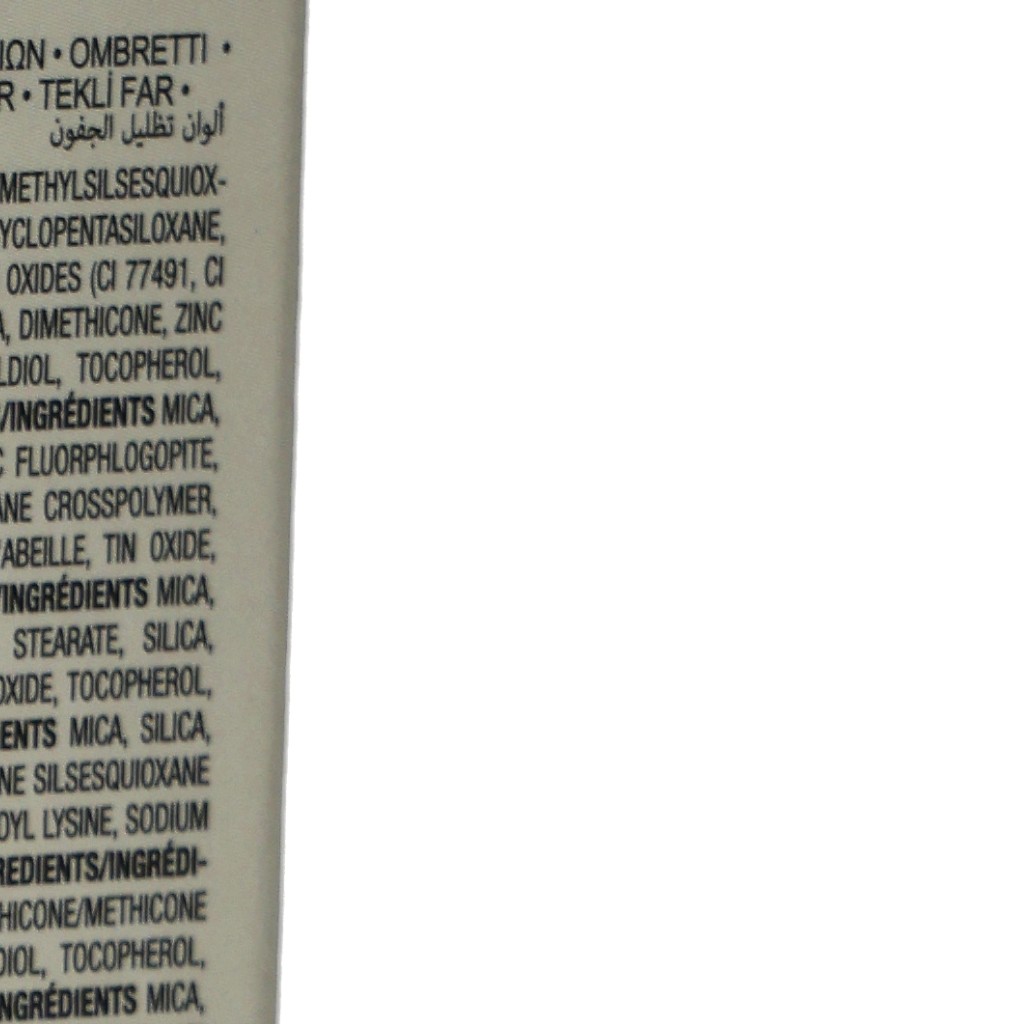 ΙΩΝ • OMBRETTI •
R • TEKLİ FAR •
ألوان تظليل الجفون
METHYLSILSESQUIOX-
YCLOPENTASILOXANE,
OXIDES (CI 77491, CI
A, DIMETHICONE, ZINC
LDIOL, TOCOPHEROL,
/INGRÉDIENTS MICA,
C FLUORPHLOGOPITE,
ANE CROSSPOLYMER,
'ABEILLE, TIN OXIDE,
/INGRÉDIENTS MICA,
STEARATE, SILICA,
OXIDE, TOCOPHEROL,
ENTS MICA, SILICA,
NE SILSESQUIOXANE
OYL LYSINE, SODIUM
REDIENTS/INGRÉDI-
HICONE/METHICONE
DIOL, TOCOPHEROL,
NGRÉDIENTS MICA,